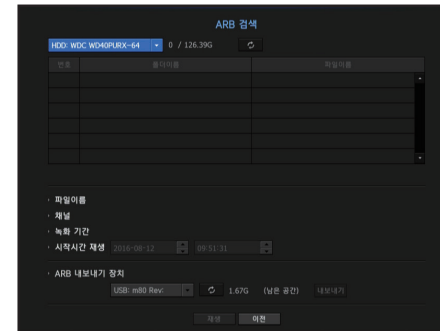 ARB 검색
HDD: WDC WD40PURX-64 0 / 126.39G
번호 폴더이름 파일이름
· 파일이름
· 채널
· 녹화 기간
· 시작시간 재생 2016-08-12 09:51:31
· ARB 내보내기 장치
USB: m80 Rev: 1.67G (남은 공간) 내보내기
재생 이전